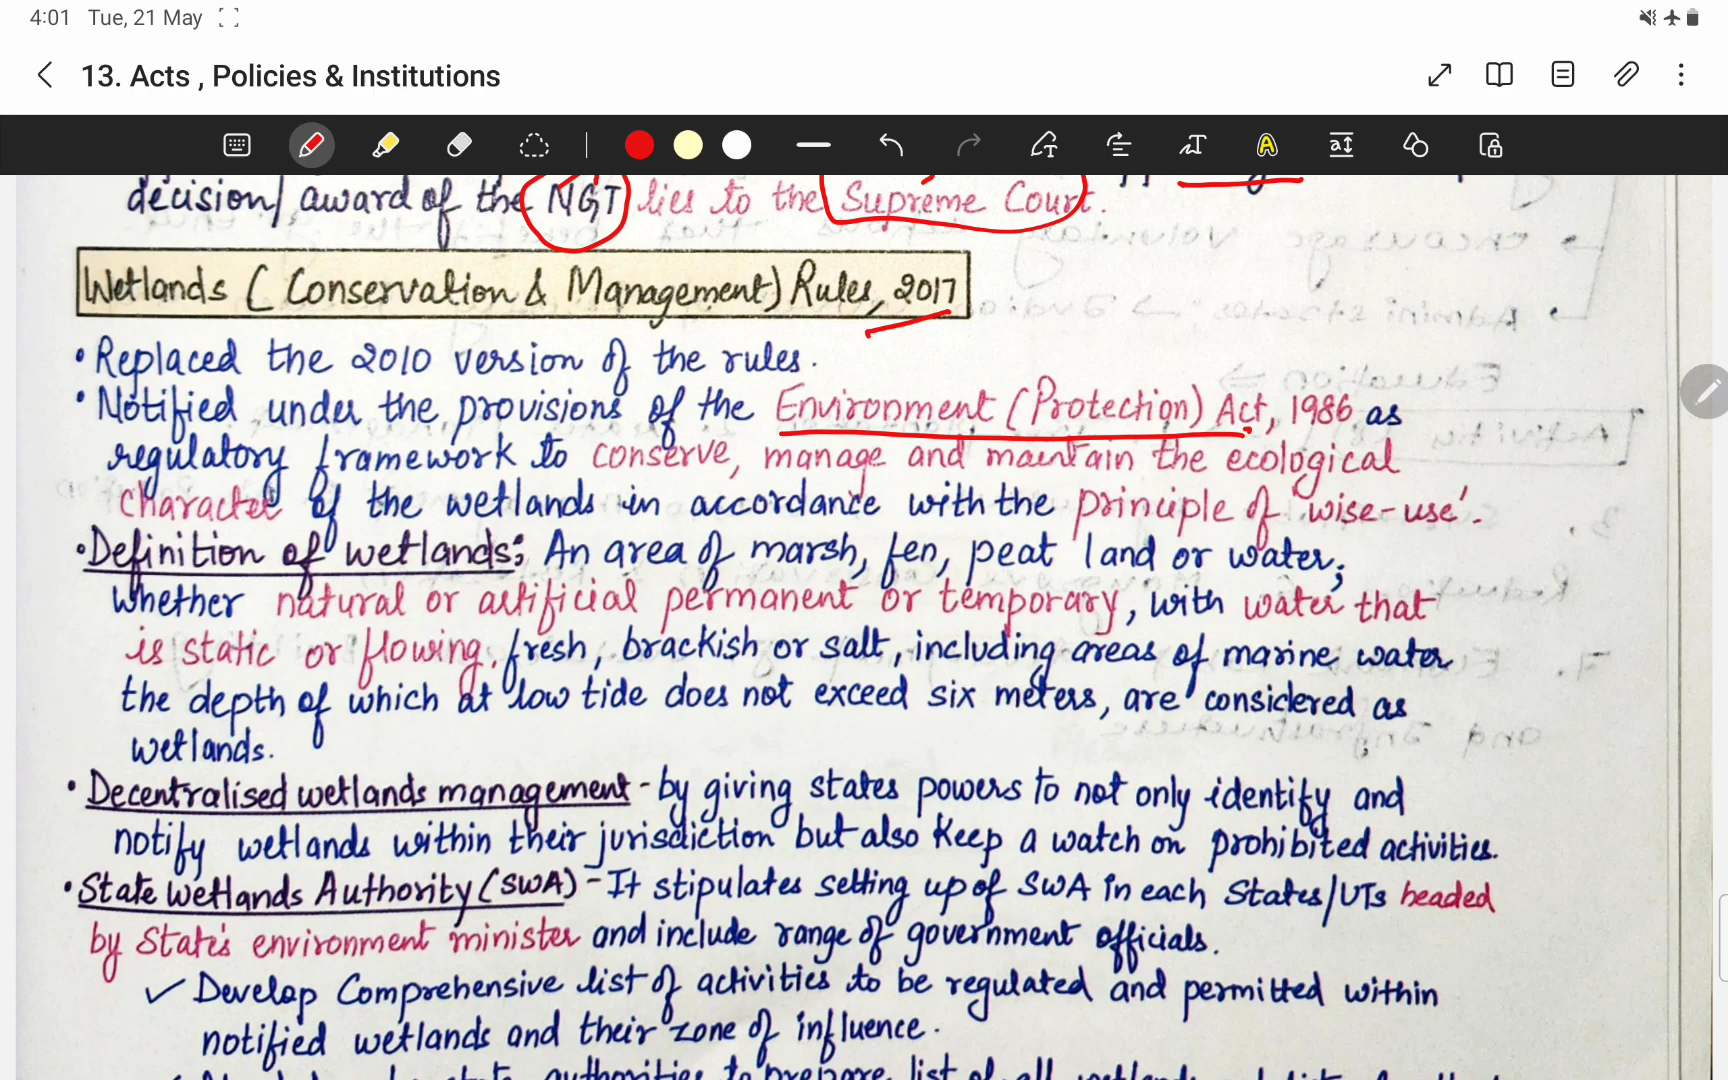 4:01 Tue, 21 May
13. Acts , Policies & Institutions
decision/ award of the NGT lies to the Supreme Court.
Wetlands ( Conservation & Management) Rules, 2017
• Replaced the 2010 version of the rules.
• Notified under the provisions of the Environment (Protection) Act, 1986 as
regulatory framework to conserve, manage and maintain the ecological
character of the wetlands in accordance with the principle of 'wise-use'.
• Definition of wetlands: An area of marsh, fen, peat land or water;
whether natural or artificial permanent or temporary, with water that
is static or flowing, fresh, brackish or salt, including areas of marine water
the depth of which at low tide does not exceed six meters, are considered as
wetlands.
• Decentralised wetlands management - by giving states powers to not only identify and
notify wetlands within their jurisdiction but also keep a watch on prohibited activities.
• State Wetlands Authority (SWA) - It stipulates setting up of SWA in each States/UTs headed
by State's environment minister and include range of government officials.
✓ Develop Comprehensive list of activities to be regulated and permitted within
notified wetlands and their zone of influence.